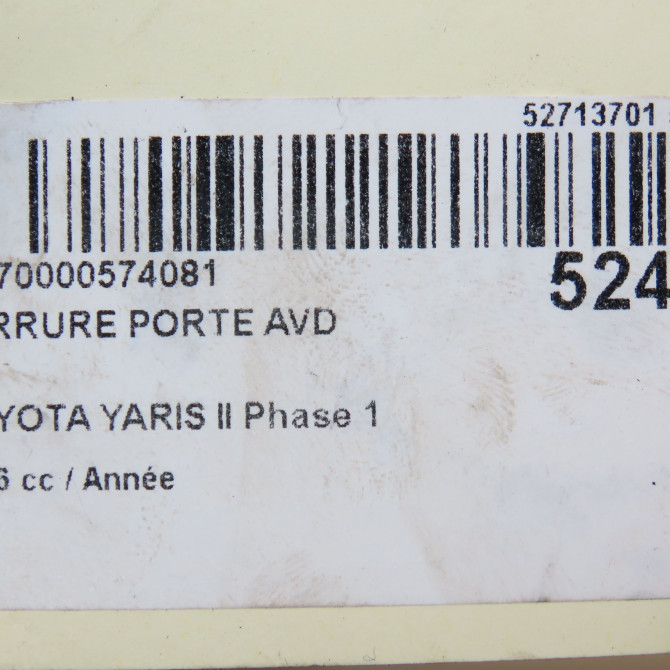 52713701
70000574081
524
RRURE PORTE AVD
YOTA YARIS II Phase 1
6 cc / Année